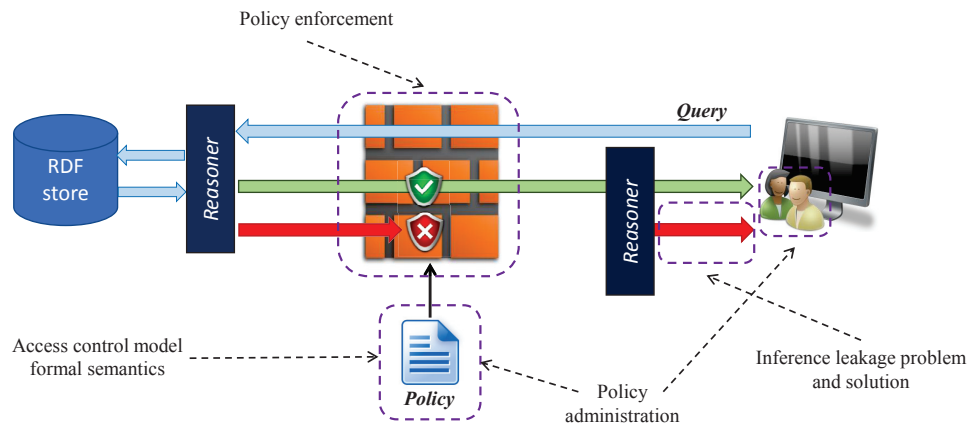 Policy enforcement
Query
RDF
store
Reasoner
Reasoner
Access control model
formal semantics
Policy
Policy
administration
Inference leakage problem
and solution